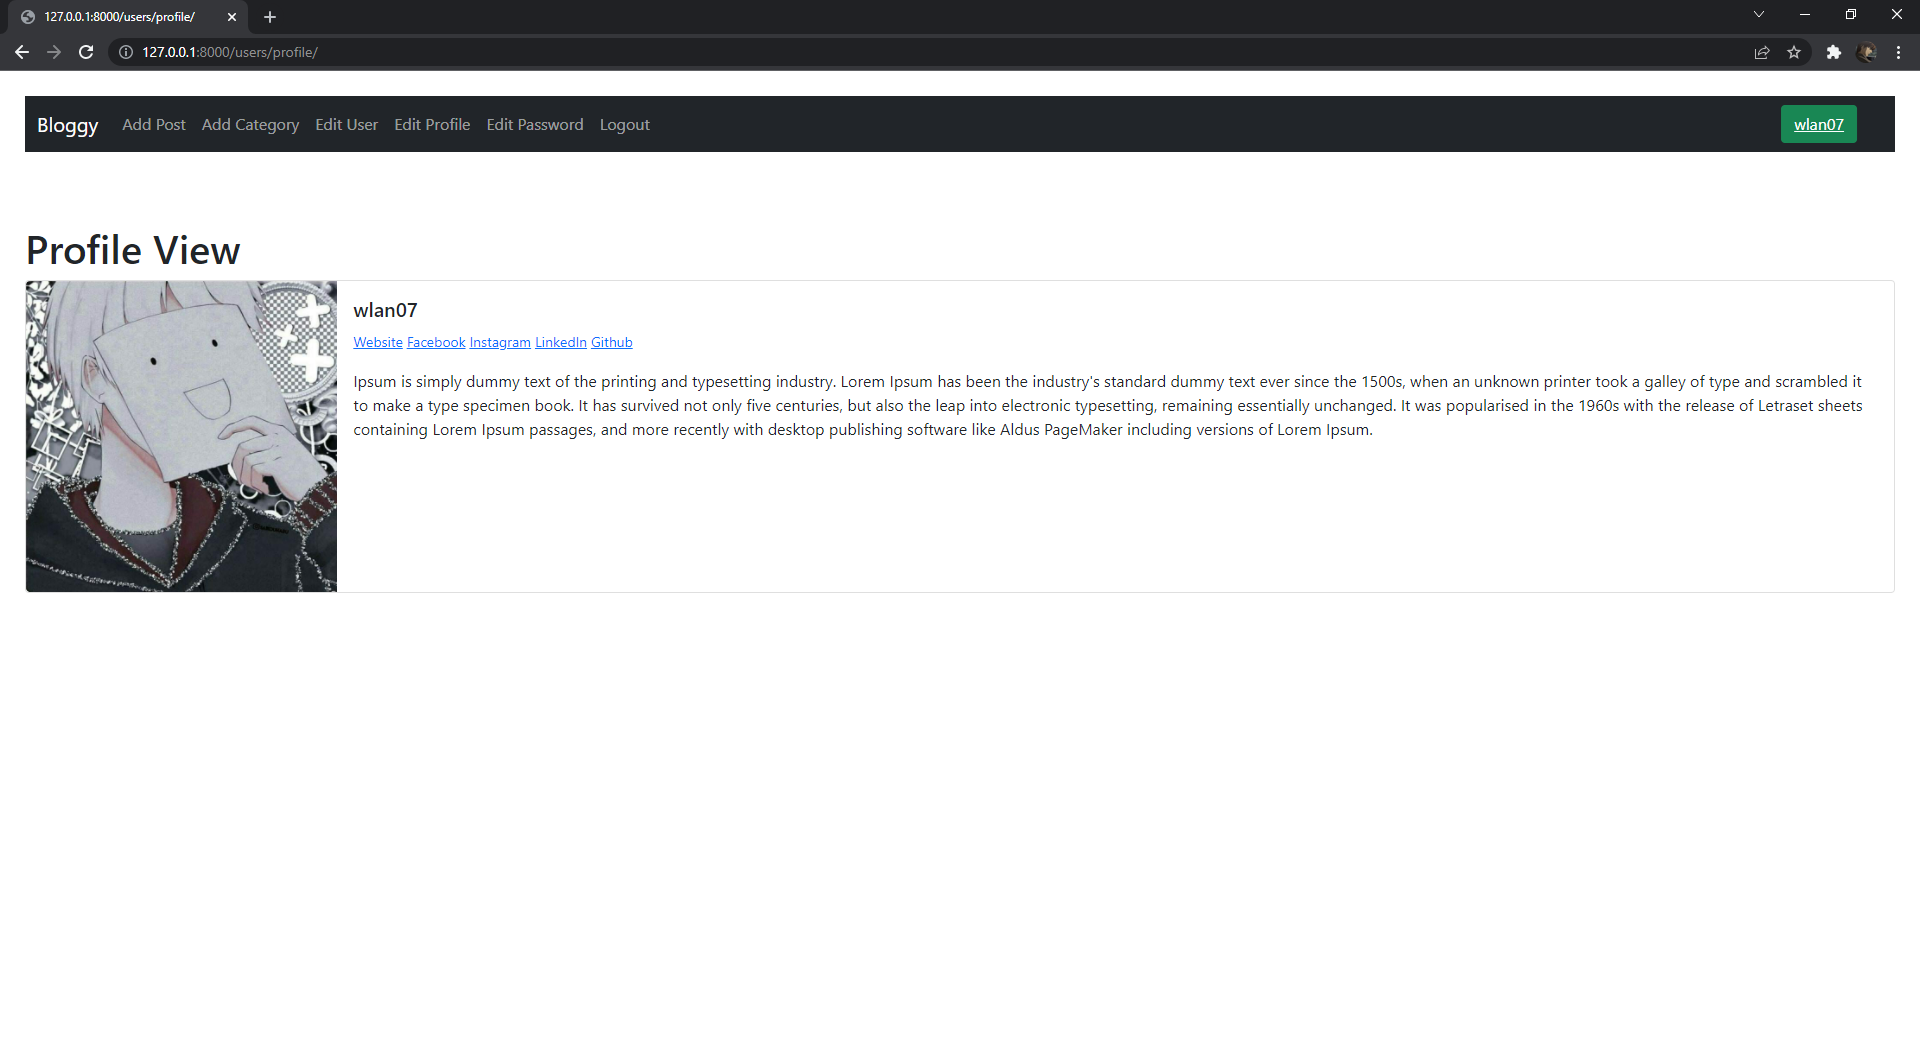 127.0.0.1:8000/users/profile/
127.0.0.1:8000/users/profile/
Bloggy Add Post Add Category Edit User Edit Profile Edit Password Logout wlan07
Profile View
wlan07
Website Facebook Instagram LinkedIn Github
Ipsum is simply dummy text of the printing and typesetting industry. Lorem Ipsum has been the industry's standard dummy text ever since the 1500s, when an unknown printer took a galley of type and scrambled it
to make a type specimen book. It has survived not only five centuries, but also the leap into electronic typesetting, remaining essentially unchanged. It was popularised in the 1960s with the release of Letraset sheets
containing Lorem Ipsum passages, and more recently with desktop publishing software like Aldus PageMaker including versions of Lorem Ipsum.